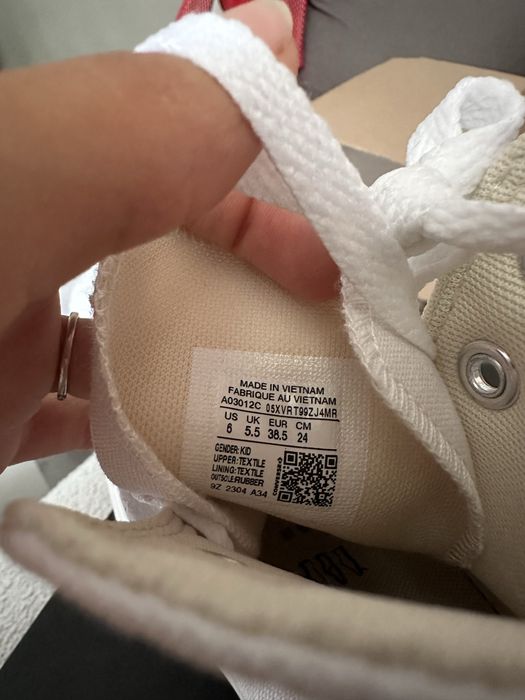 MADE IN VIETNAM
FABRIQUE AU VIETNAM
A03012C 05XVRT99ZJ4MR
US UK EUR CM
6 5.5 38.5 24
GENDER: KID
UPPER: TEXTILE
LINING: TEXTILE
OUTSOLE: RUBBER
9Z 2304 A34
CONVERSE